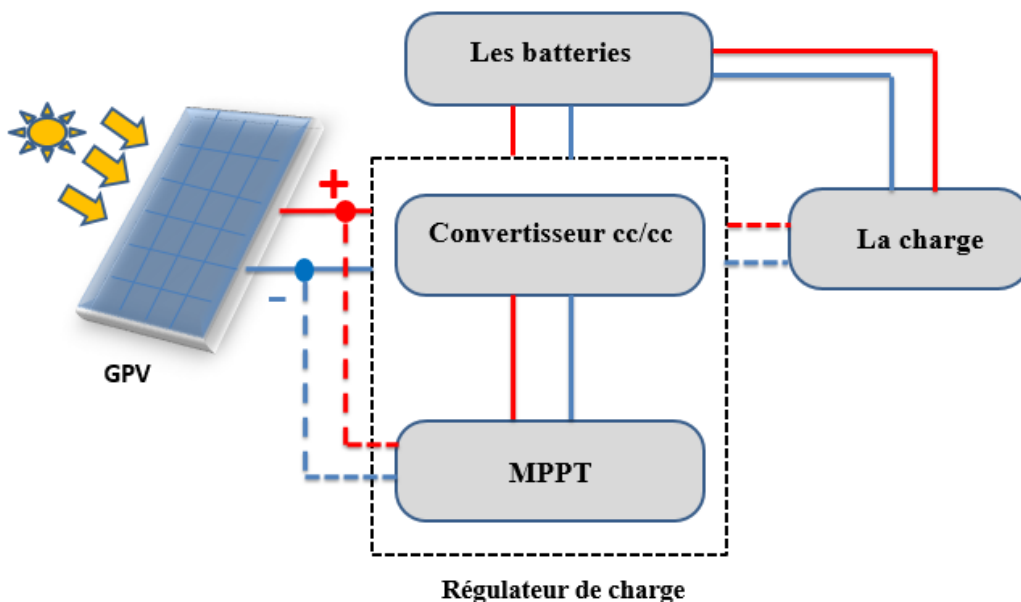 Les batteries
+
Convertisseur cc/cc
La charge
-
GPV
MPPT
Régulateur de charge